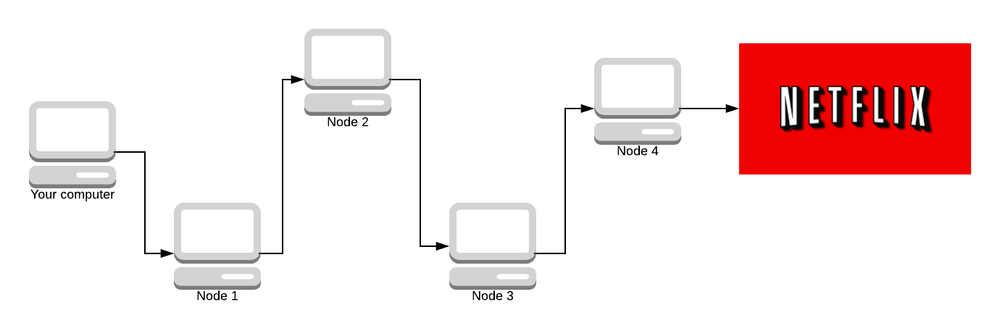 Your computer
Node 1
Node 2
Node 3
Node 4
NETFLIX